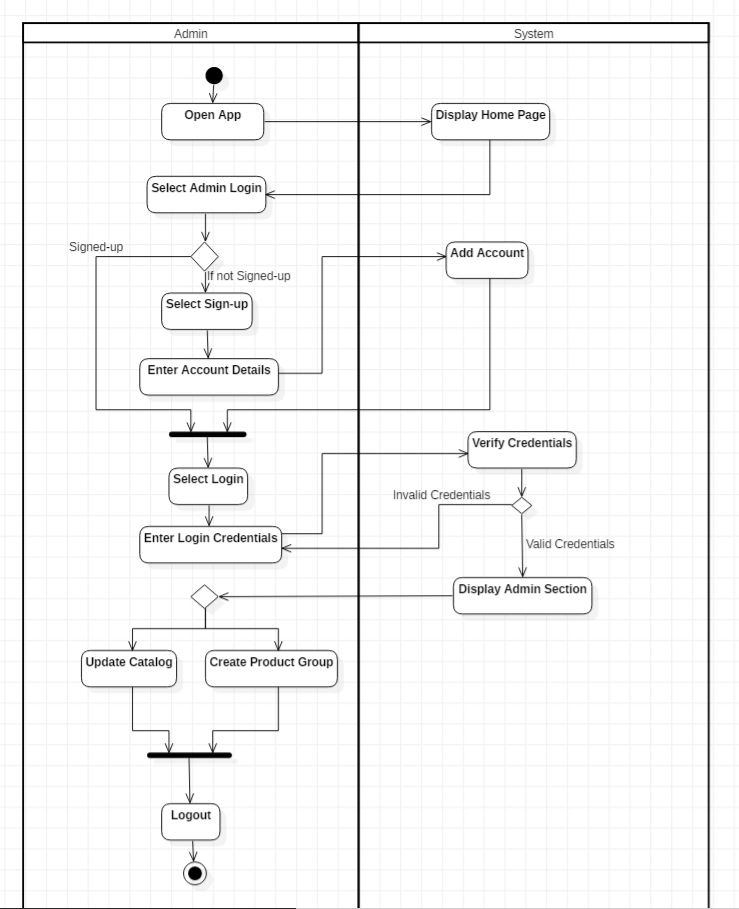 Admin
System
Open App
Display Home Page
Select Admin Login
Signed-up
If not Signed-up
Add Account
Select Sign-up
Enter Account Details
Verify Credentials
Select Login
Invalid Credentials
Enter Login Credentials
Valid Credentials
Display Admin Section
Update Catalog
Create Product Group
Logout